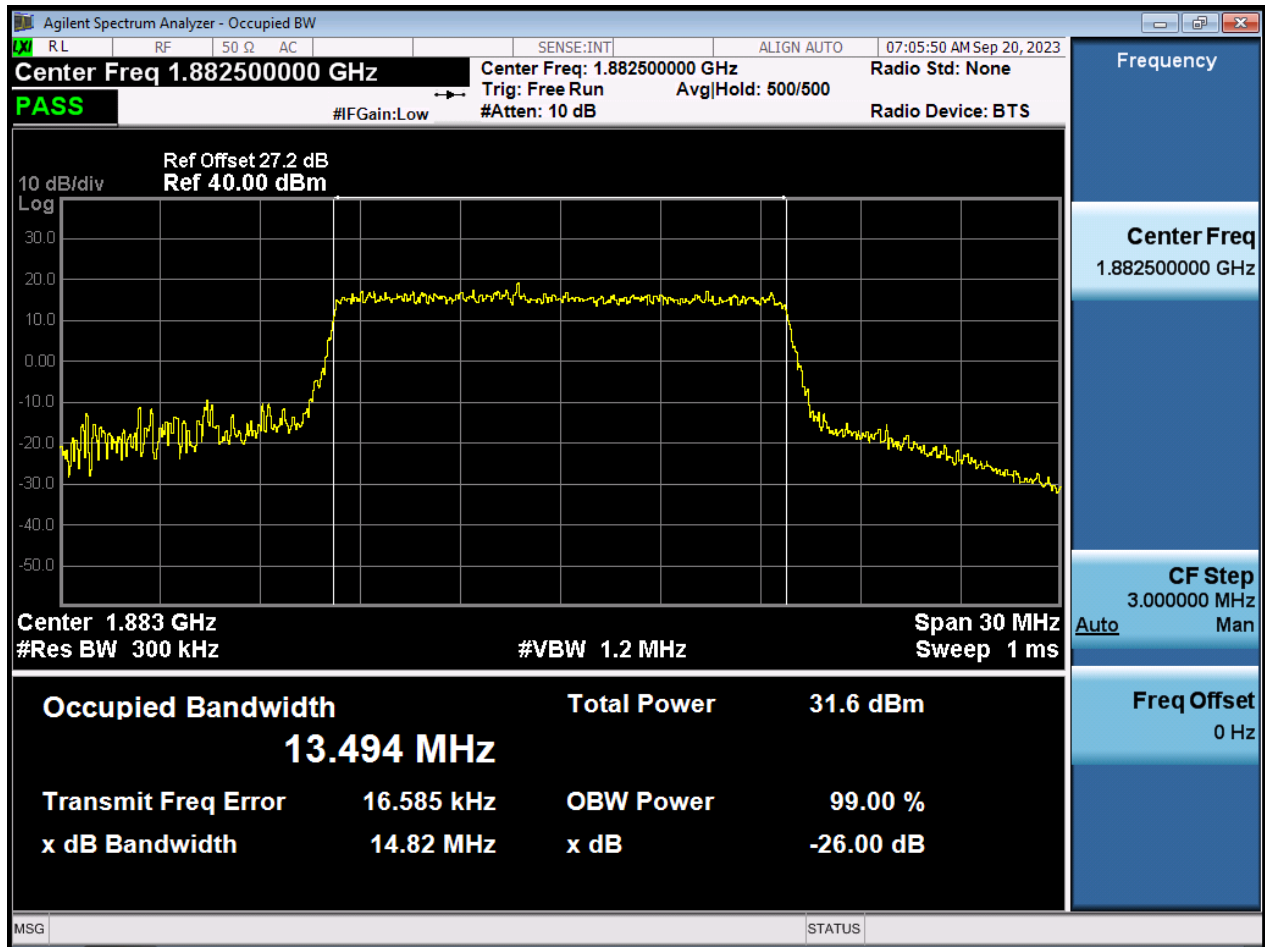 Agilent Spectrum Analyzer - Occupied BW
LXI RL RF 50 Ω AC SENSE:INT ALIGN AUTO 07:05:50 AM Sep 20, 2023
Center Freq 1.882500000 GHz
Center Freq: 1.882500000 GHz Radio Std: None
Trig: Free Run Avg|Hold: 500/500
PASS
#IFGain:Low #Atten: 10 dB Radio Device: BTS
Ref Offset 27.2 dB
10 dB/div Ref 40.00 dBm
Log
30.0
20.0
10.0
0.00
-10.0
-20.0
-30.0
-40.0
-50.0
Center 1.883 GHz Span 30 MHz
#Res BW 300 kHz #VBW 1.2 MHz Sweep 1 ms
Occupied Bandwidth Total Power 31.6 dBm
13.494 MHz
Transmit Freq Error 16.585 kHz OBW Power 99.00 %
x dB Bandwidth 14.82 MHz x dB -26.00 dB
MSG STATUS
Frequency
Center Freq
1.882500000 GHz
CF Step
3.000000 MHz
Auto Man
Freq Offset
0 Hz